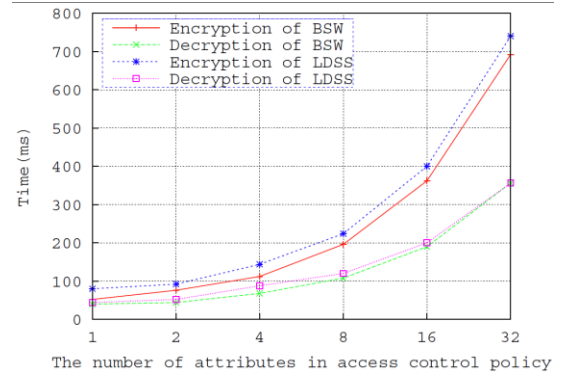 800
700
600
500
400
300
200
100
0
Time(ms)
Encryption of BSW
Decryption of BSW
Encryption of LDSS
Decryption of LDSS
1 2 4 8 16 32
The number of attributes in access control policy